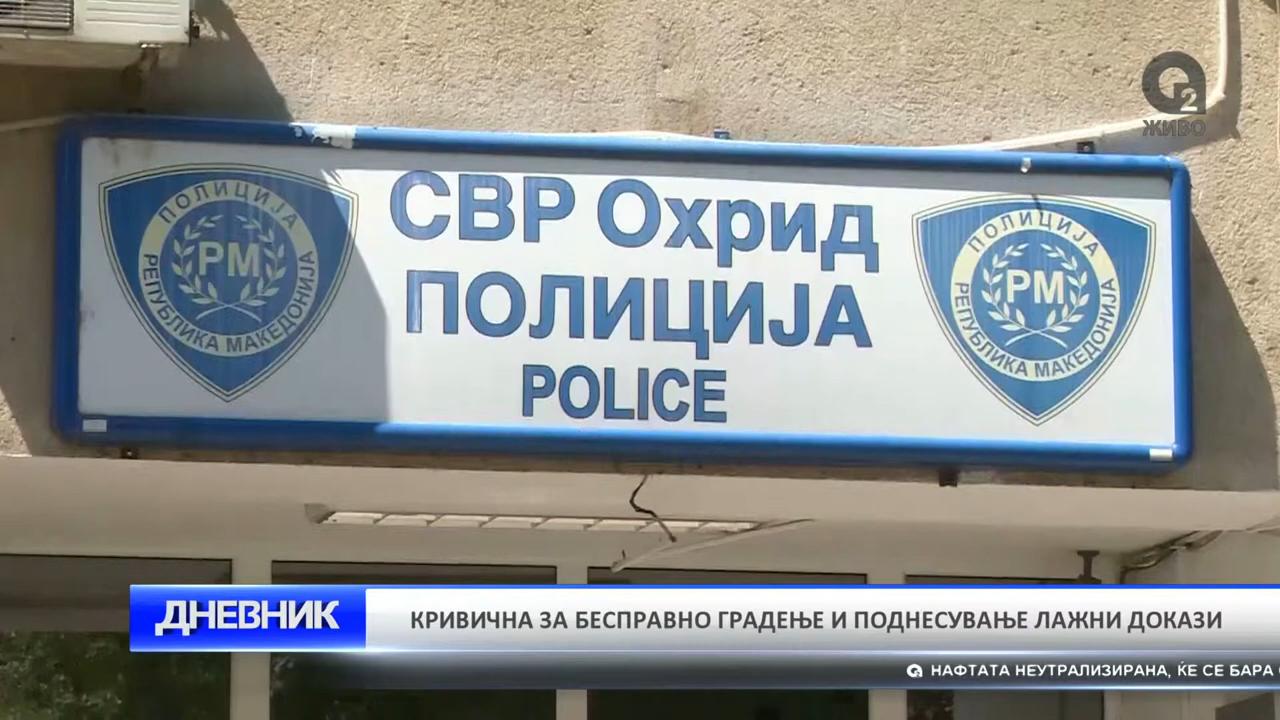 2
ЖИВО
СВР Охрид
ПОЛИЦИЈА
POLICE
ПОЛИЦИЈА
РМ
РЕПУБЛИКА МАКЕДОНИЈА
ПОЛИЦИЈА
РМ
РЕПУБЛИКА МАКЕДОНИЈА
ДНЕВНИК
КРИВИЧНА ЗА БЕСПРАВНО ГРАДЕЊЕ И ПОДНЕСУВАЊЕ ЛАЖНИ ДОКАЗИ
НАФТАТА НЕУТРАЛИЗИРАНА, ЌЕ СЕ БАРА